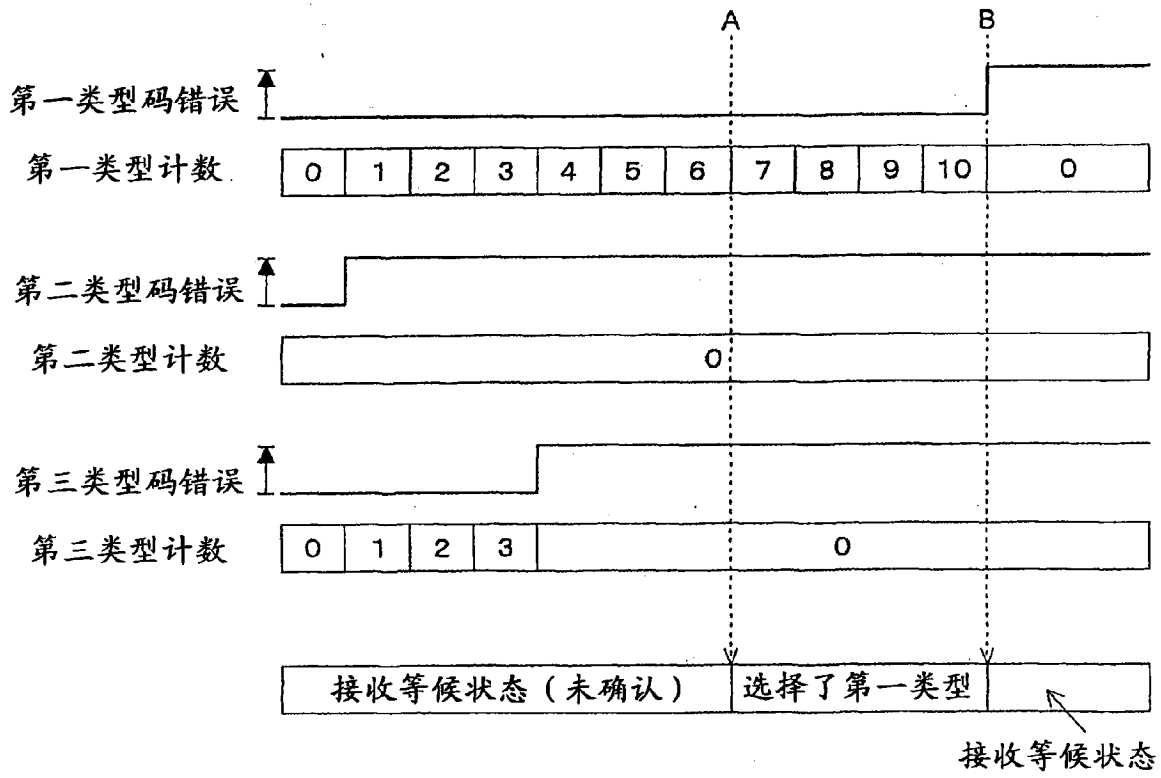 A B
第一类型码错误
第一类型计数 0 1 2 3 4 5 6 7 8 9 10 0
第二类型码错误
第二类型计数 0
第三类型码错误
第三类型计数 0 1 2 3 0
接收等候状态（未确认） 选择了第一类型
接收等候状态